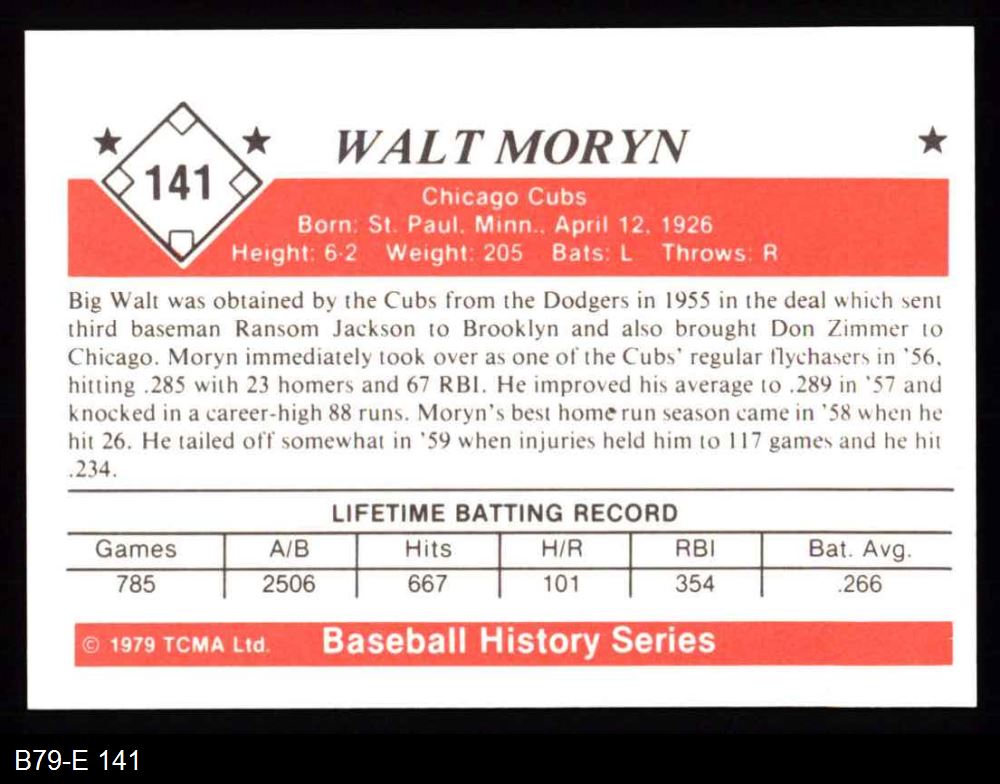 141
WALT MORYN
Chicago Cubs
Born: St. Paul, Minn., April 12, 1926
Height: 6-2 Weight: 205 Bats: L Throws: R
Big Walt was obtained by the Cubs from the Dodgers in 1955 in the deal which sent
third baseman Ransom Jackson to Brooklyn and also brought Don Zimmer to
Chicago. Moryn immediately took over as one of the Cubs' regular flychasers in '56,
hitting .285 with 23 homers and 67 RBI. He improved his average to .289 in '57 and
knocked in a career-high 88 runs. Moryn's best home run season came in '58 when he
hit 26. He tailed off somewhat in '59 when injuries held him to 117 games and he hit
.234.
LIFETIME BATTING RECORD
Games A/B Hits H/R RBI Bat. Avg.
785 2506 667 101 354 .266
© 1979 TCMA Ltd. Baseball History Series
B79-E 141